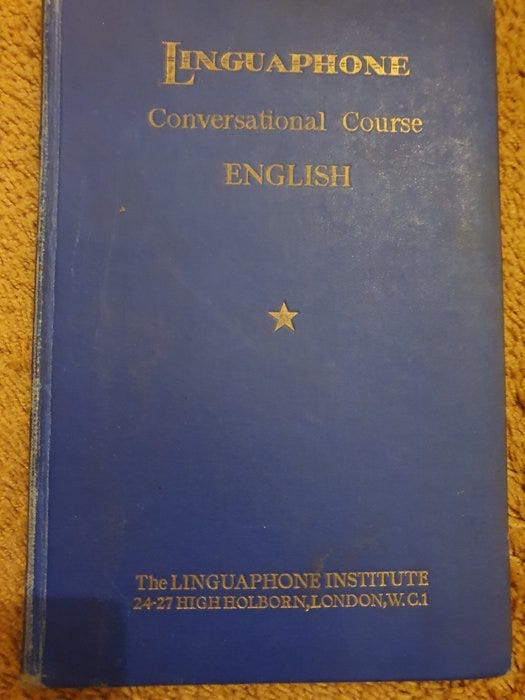 LINGUAPHONE
Conversational Course
ENGLISH
The LINGUAPHONE INSTITUTE
24-27 HIGH HOLBORN, LONDON, W.C.1